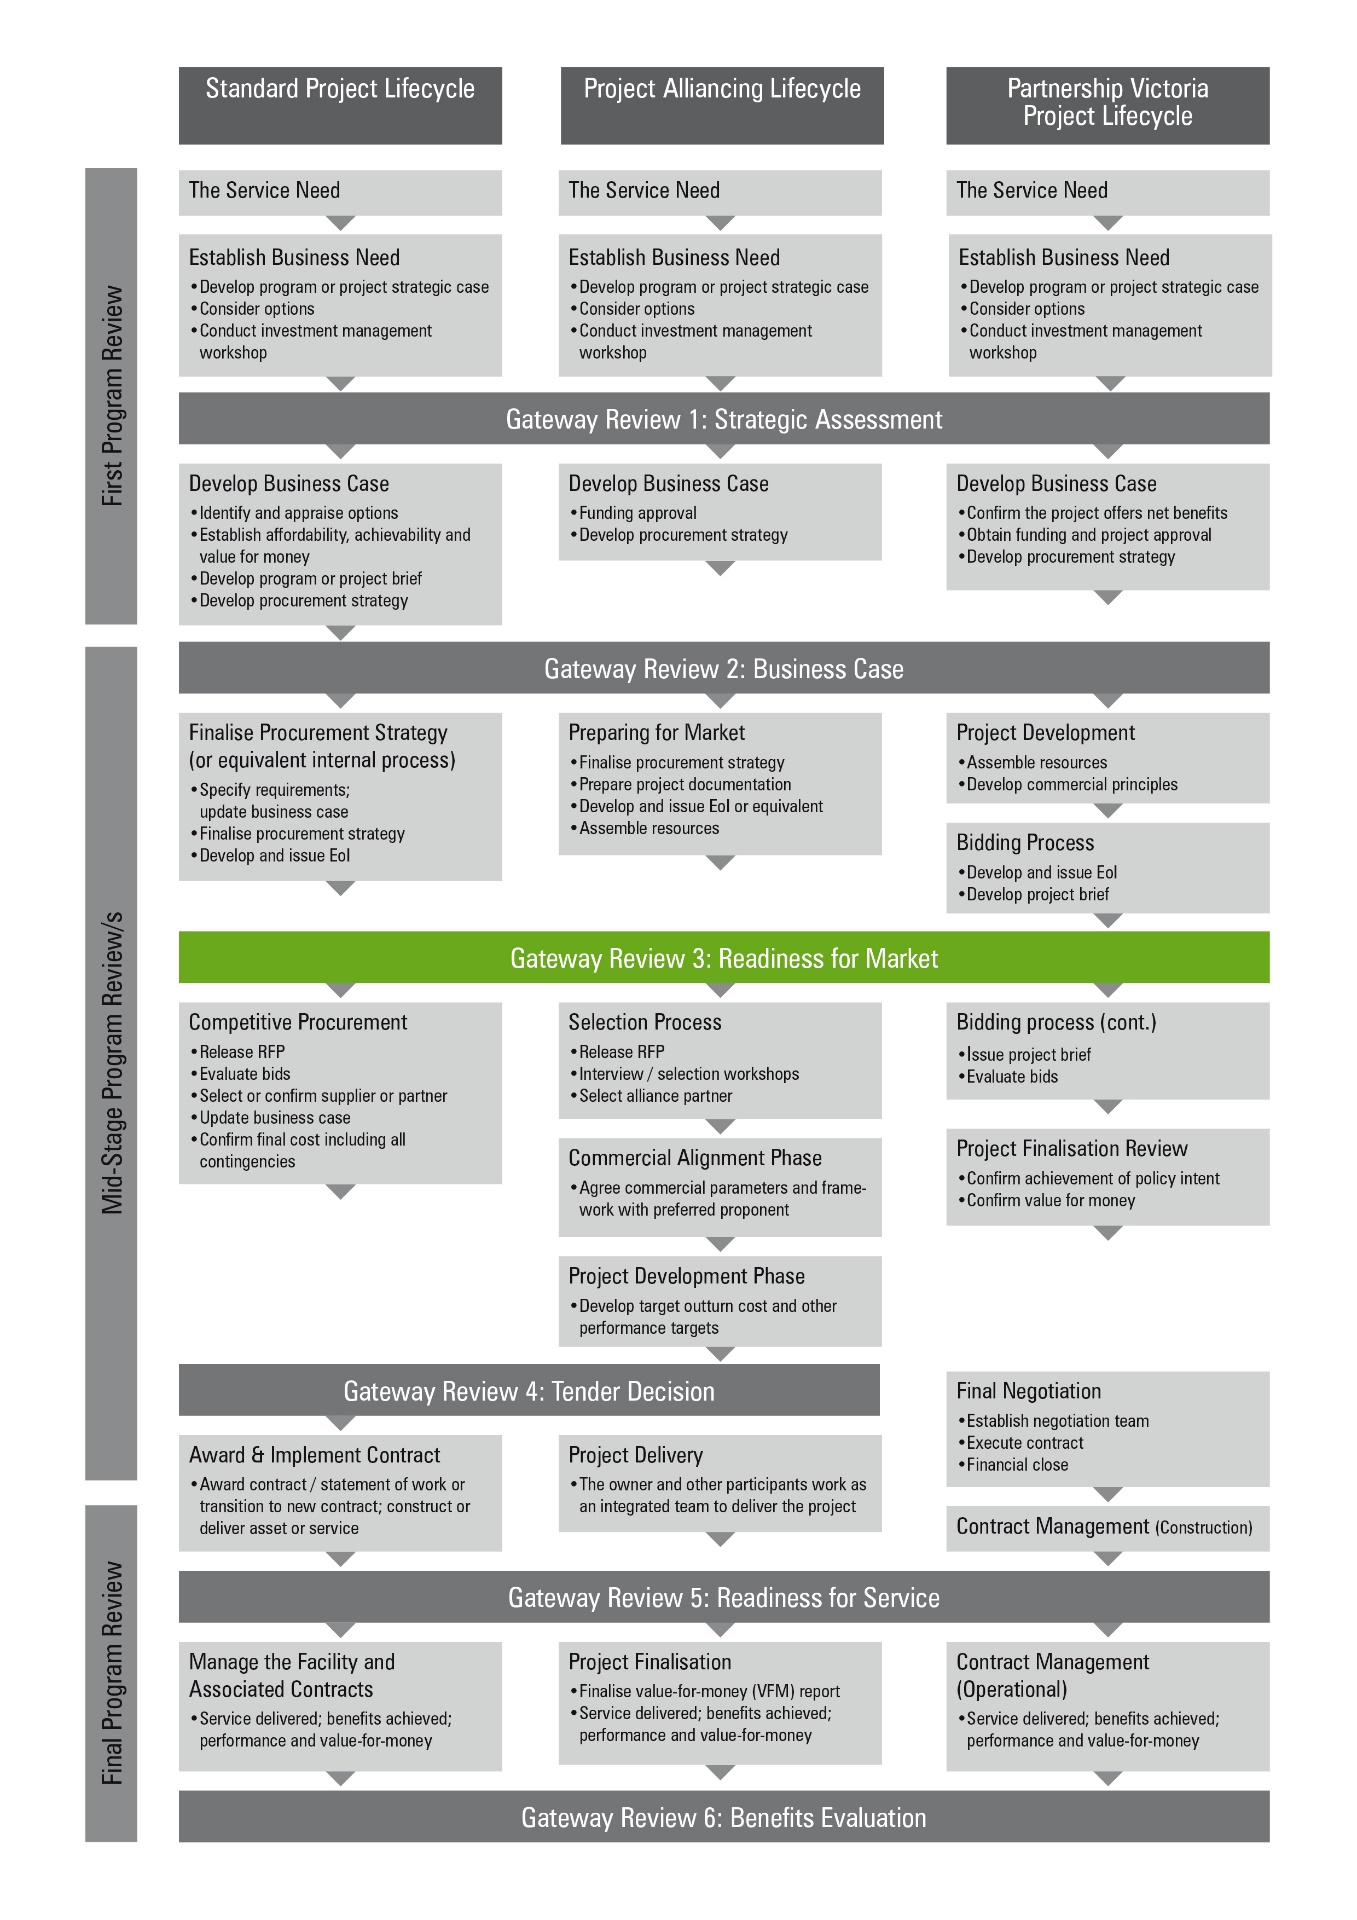 Standard Project Lifecycle
Project Alliancing Lifecycle
Partnership Victoria
Project Lifecycle
First Program Review
The Service Need
The Service Need
The Service Need
Establish Business Need
•Develop program or project strategic case
•Consider options
•Conduct investment management
workshop
Establish Business Need
•Develop program or project strategic case
•Consider options
•Conduct investment management
workshop
Establish Business Need
•Develop program or project strategic case
•Consider options
•Conduct investment management
workshop
Gateway Review 1: Strategic Assessment
Develop Business Case
•Identify and appraise options
•Establish affordability, achievability and
value for money
•Develop program or project brief
•Develop procurement strategy
Develop Business Case
•Funding approval
•Develop procurement strategy
Develop Business Case
•Confirm the project offers net benefits
•Obtain funding and project approval
•Develop procurement strategy
Mid-Stage Program Review/s
Gateway Review 2: Business Case
Finalise Procurement Strategy
(or equivalent internal process)
•Specify requirements;
update business case
•Finalise procurement strategy
•Develop and issue EoI
Preparing for Market
•Finalise procurement strategy
•Prepare project documentation
•Develop and issue EoI or equivalent
•Assemble resources
Project Development
•Assemble resources
•Develop commercial principles
Bidding Process
•Develop and issue EoI
•Develop project brief
Gateway Review 3: Readiness for Market
Competitive Procurement
•Release RFP
•Evaluate bids
•Select or confirm supplier or partner
•Update business case
•Confirm final cost including all
contingencies
Selection Process
•Release RFP
•Interview / selection workshops
•Select alliance partner
Commercial Alignment Phase
•Agree commercial parameters and frame-
work with preferred proponent
Project Development Phase
•Develop target outturn cost and other
performance targets
Bidding process (cont.)
•Issue project brief
•Evaluate bids
Project Finalisation Review
•Confirm achievement of policy intent
•Confirm value for money
Gateway Review 4: Tender Decision
Award & Implement Contract
•Award contract / statement of work or
transition to new contract; construct or
deliver asset or service
Project Delivery
•The owner and other participants work as
an integrated team to deliver the project
Final Negotiation
•Establish negotiation team
•Execute contract
•Financial close
Contract Management (Construction)
Final Program Review
Gateway Review 5: Readiness for Service
Manage the Facility and
Associated Contracts
•Service delivered; benefits achieved;
performance and value-for-money
Project Finalisation
•Finalise value-for-money (VFM) report
•Service delivered; benefits achieved;
performance and value-for-money
Contract Management
(Operational)
•Service delivered; benefits achieved;
performance and value-for-money
Gateway Review 6: Benefits Evaluation